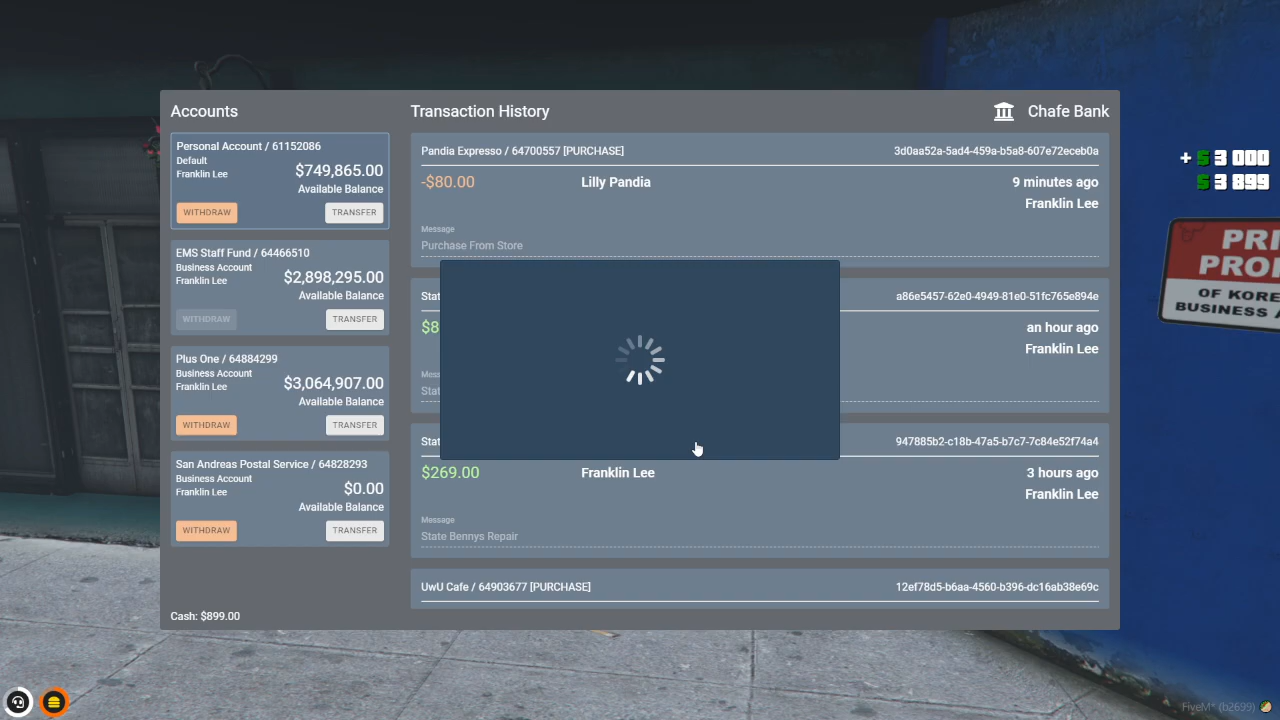 Accounts
Transaction History
Chafe Bank
Personal Account / 61152086
Default
Franklin Lee
$749,865.00
Available Balance
WITHDRAW
TRANSFER
EMS Staff Fund / 64466510
Business Account
Franklin Lee
$2,898,295.00
Available Balance
WITHDRAW
TRANSFER
Plus One / 64884299
Business Account
Franklin Lee
$3,064,907.00
Available Balance
WITHDRAW
TRANSFER
San Andreas Postal Service / 64828293
Business Account
Franklin Lee
$0.00
Available Balance
WITHDRAW
TRANSFER
Cash: $899.00
Pandia Expresso / 64700557 [PURCHASE]
3d0aa52a-5ad4-459a-b5a8-607e72eceb0a
-$80.00
Lilly Pandia
9 minutes ago
Franklin Lee
Message
Purchase From Store
Stat
a86e5457-62e0-4949-81e0-51fc765e894e
$8
an hour ago
Franklin Lee
Mess
Stat
Stat
947885b2-c18b-47a5-b7c7-7c84e52f74a4
$269.00
Franklin Lee
3 hours ago
Franklin Lee
Message
State Bennys Repair
UwU Cafe / 64903677 [PURCHASE]
12ef78d5-b6aa-4560-b396-dc16ab38e69c
+ $ 3 000
$ 3 899
PRI
PRO
OF KORE
BUSINESS
FiveM* (b2699)